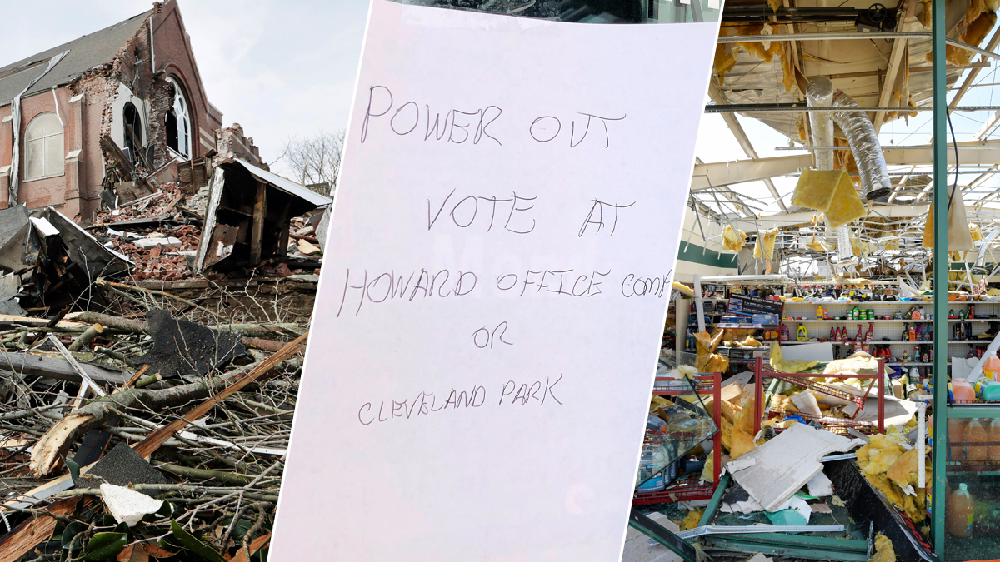 POWER OUT
VOTE AT
HOWARD OFFICE COMP
OR
CLEVELAND PARK